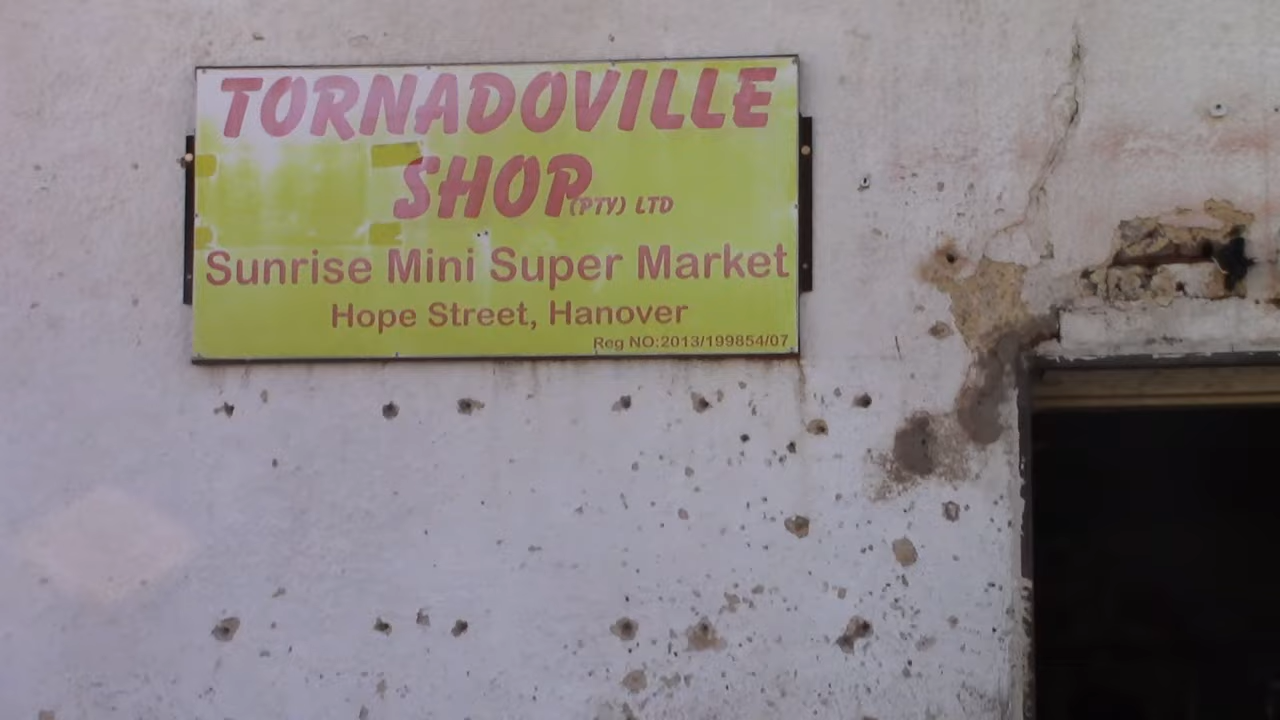 TORNADOVILLE
SHOP (PTY) LTD
Sunrise Mini Super Market
Hope Street, Hanover
Reg NO:2013/199854/07